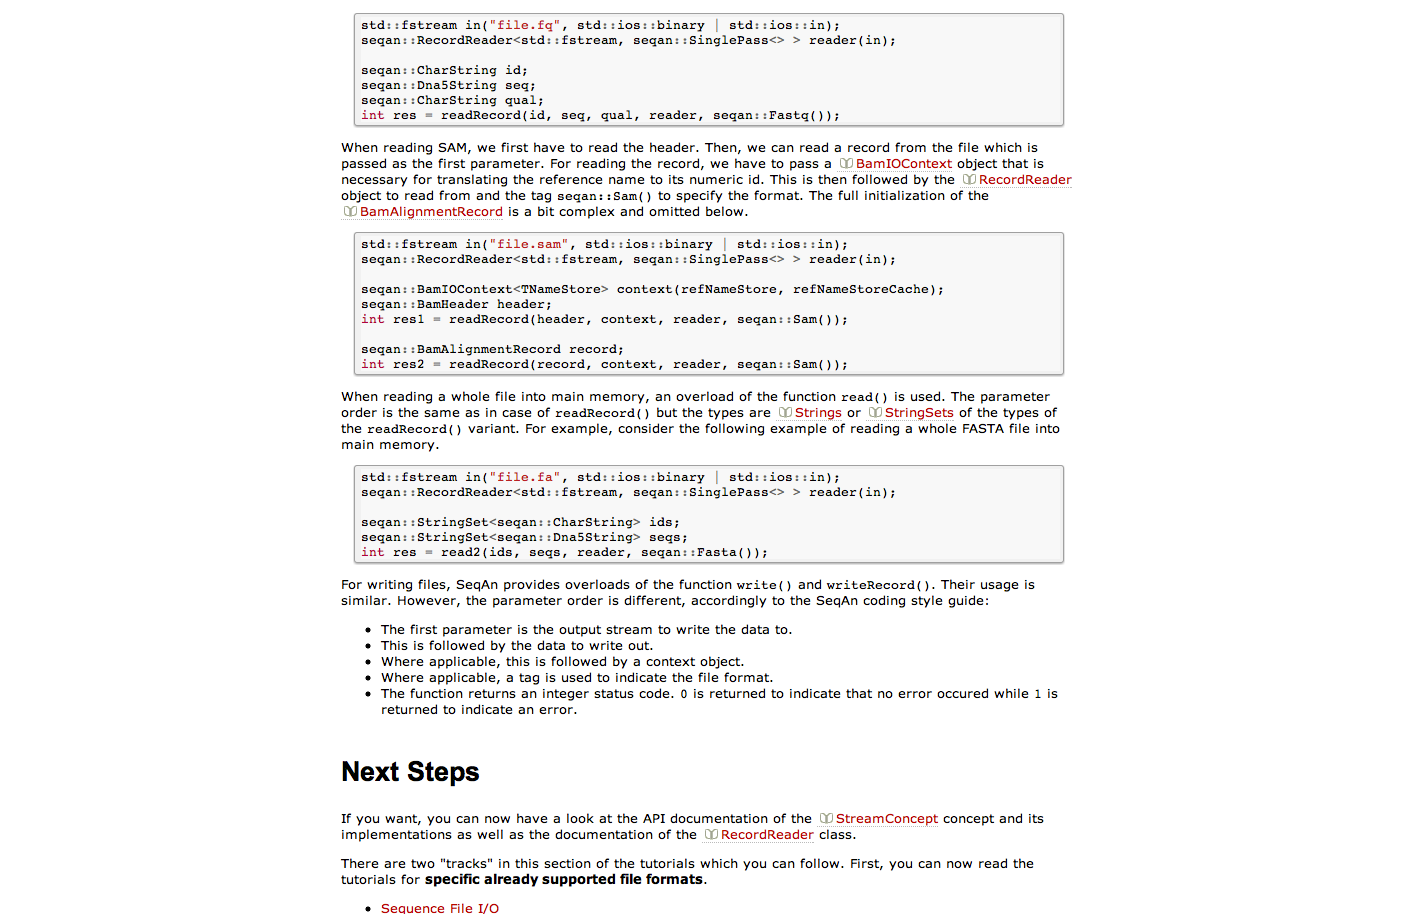 std::fstream in("file.fq", std::ios::binary | std::ios::in);
seqan::RecordReader<std::fstream, seqan::SinglePass<> > reader(in);
seqan::CharString id;
seqan::Dna5String seq;
seqan::CharString qual;
int res = readRecord(id, seq, qual, reader, seqan::Fastq());
When reading SAM, we first have to read the header. Then, we can read a record from the file which is
passed as the first parameter. For reading the record, we have to pass a BamIOContext object that is
necessary for translating the reference name to its numeric id. This is then followed by the RecordReader
object to read from and the tag seqan::Sam() to specify the format. The full initialization of the
BamAlignmentRecord is a bit complex and omitted below.
std::fstream in("file.sam", std::ios::binary | std::ios::in);
seqan::RecordReader<std::fstream, seqan::SinglePass<> > reader(in);
seqan::BamIOContext<TNameStore> context(refNameStore, refNameStoreCache);
seqan::BamHeader header;
int res1 = readRecord(header, context, reader, seqan::Sam());
seqan::BamAlignmentRecord record;
int res2 = readRecord(record, context, reader, seqan::Sam());
When reading a whole file into main memory, an overload of the function read() is used. The parameter
order is the same as in case of readRecord() but the types are Strings or StringSets of the types of
the readRecord() variant. For example, consider the following example of reading a whole FASTA file into
main memory.
std::fstream in("file.fa", std::ios::binary | std::ios::in);
seqan::RecordReader<std::fstream, seqan::SinglePass<> > reader(in);
seqan::StringSet<seqan::CharString> ids;
seqan::StringSet<seqan::Dna5String> seqs;
int res = read2(ids, seqs, reader, seqan::Fasta());
For writing files, SeqAn provides overloads of the function write() and writeRecord(). Their usage is
similar. However, the parameter order is different, accordingly to the SeqAn coding style guide:
• The first parameter is the output stream to write the data to.
• This is followed by the data to write out.
• Where applicable, this is followed by a context object.
• Where applicable, a tag is used to indicate the file format.
• The function returns an integer status code. 0 is returned to indicate that no error occured while 1 is
returned to indicate an error.
Next Steps
If you want, you can now have a look at the API documentation of the StreamConcept concept and its
implementations as well as the documentation of the RecordReader class.
There are two "tracks" in this section of the tutorials which you can follow. First, you can now read the
tutorials for specific already supported file formats.
• Sequence File I/O